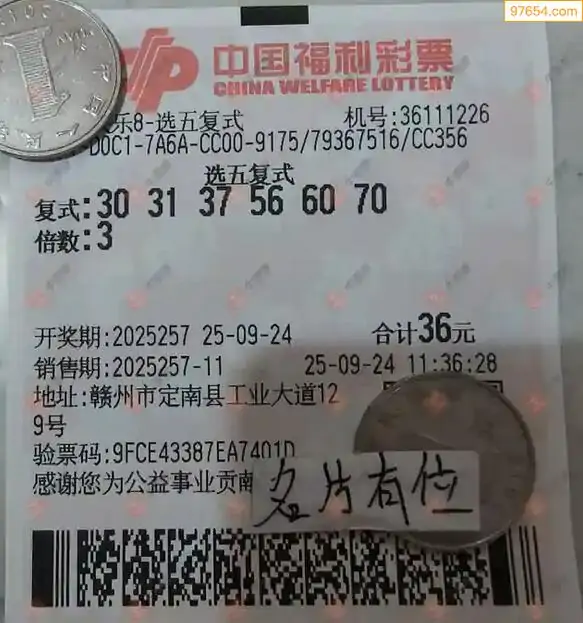 97654.com
中国福利彩票
CHINA WELFARE LOTTERY
乐8-选五复式 机号:36111226
-D0C1-7A6A-CC00-9175/79367516/CC356
选五复式
复式:30 31 37 56 60 70
倍数:3
开奖期:2025257 25-09-24 合计36元
销售期:2025257-11 25-09-24 11:36:28
地址:赣州市定南县工业大道12
9号
验票码:9FCE43387EA7401D
感谢您为公益事业贡献
名片有位